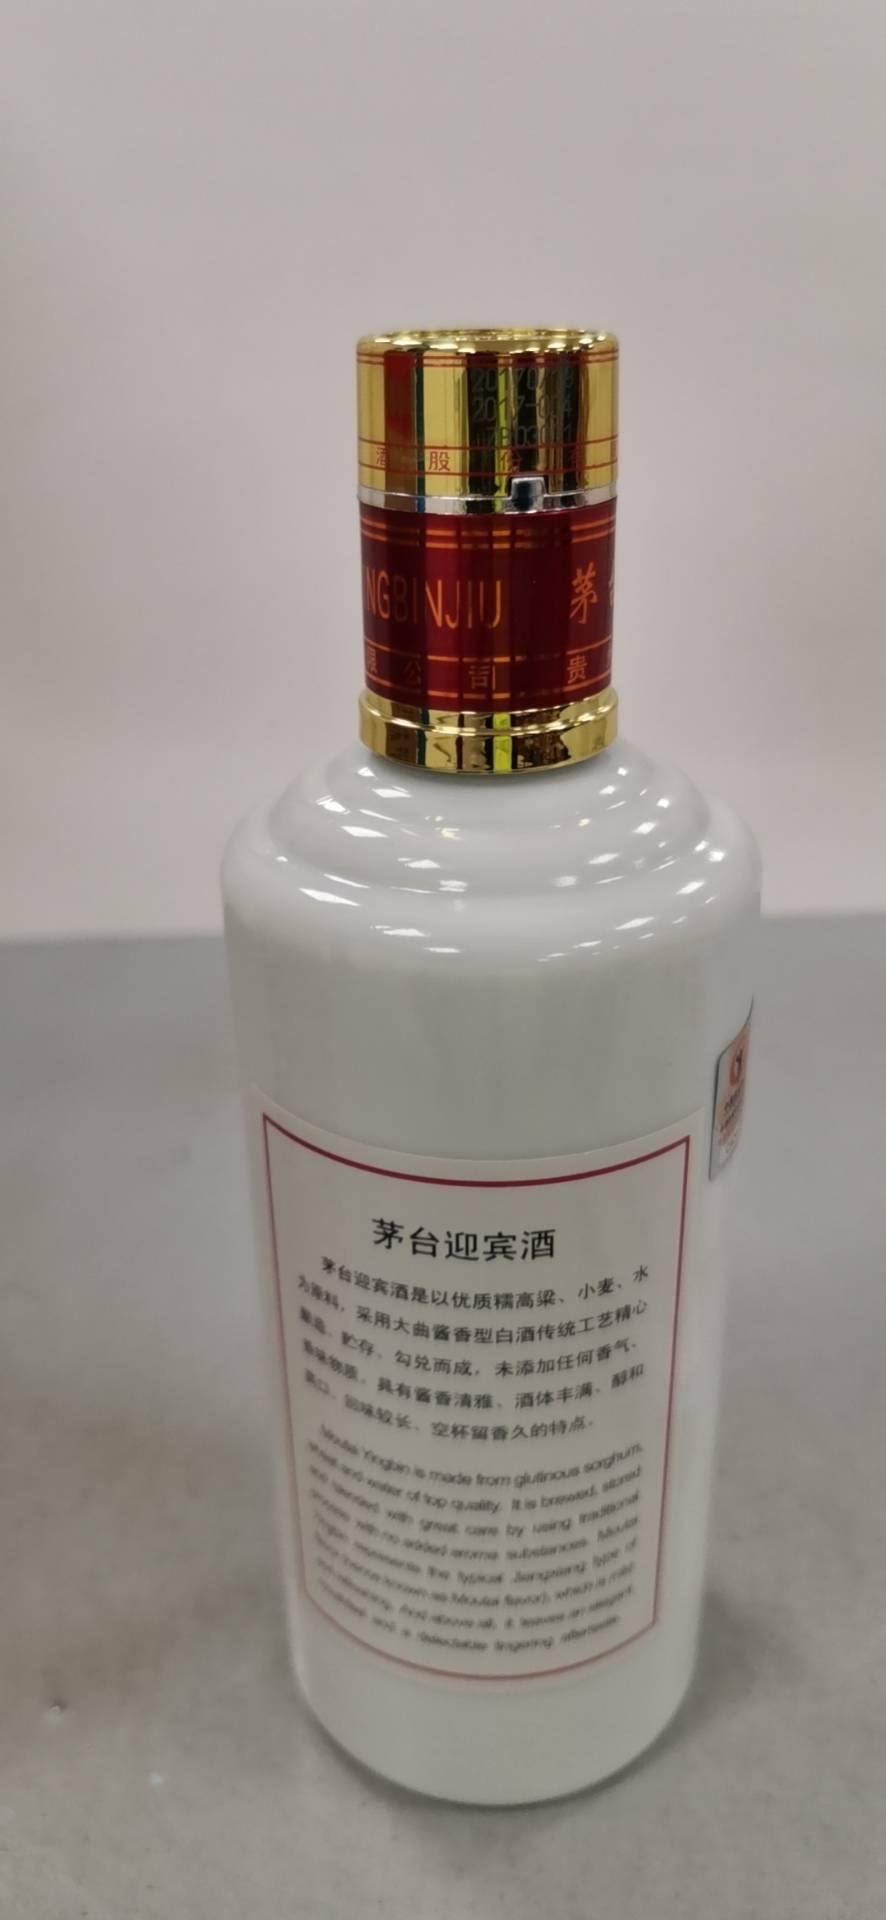 2017-004
酒 股 份 有
NGBINJIU 茅台
限 公 司 贵
茅台迎宾酒
茅台迎宾酒是以优质糯高粱、小麦、水
为原料，采用大曲酱香型白酒传统工艺精心
酿造、贮存、勾兑而成，未添加任何香气、
香味物质，具有酱香清雅、酒体丰满、醇和
爽口、回味较长、空杯留香久的特点。
Moutai Yingbin is made from glutinous sorghum,
wheat and water of top quality. It is brewed, stored
and blended with great care by using traditional
process with no added aroma substances. Moutai
Yingbin represents the typical Jiangxiang type of
flavor (hence known as Moutai flavor), which is mild
and refreshing. And above all, it leaves an elegant
mouthfeel and a delectable lingering aftertaste.